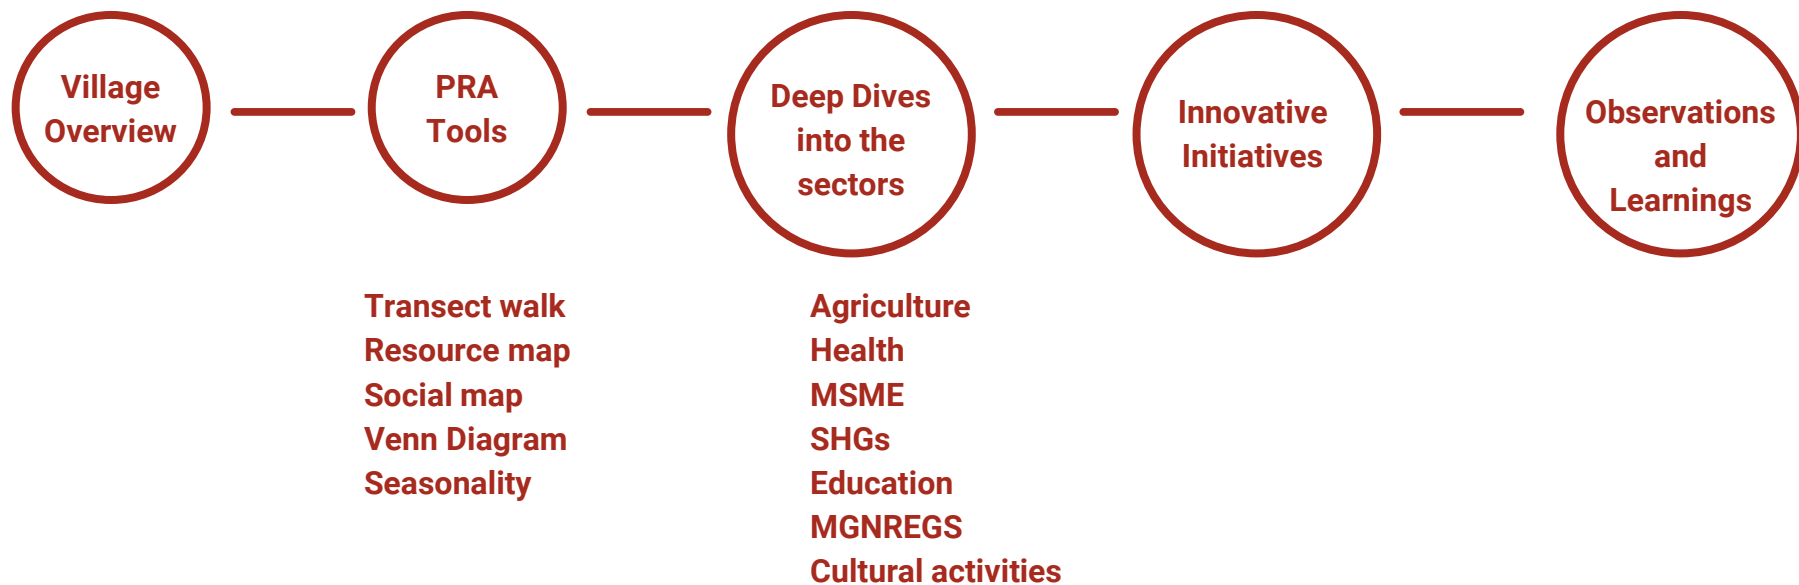 Village
Overview
PRA
Tools
Deep Dives
into the
sectors
Innovative
Initiatives
Observations
and
Learnings
Transect walk
Resource map
Social map
Venn Diagram
Seasonality
Agriculture
Health
MSME
SHGs
Education
MGNREGS
Cultural activities